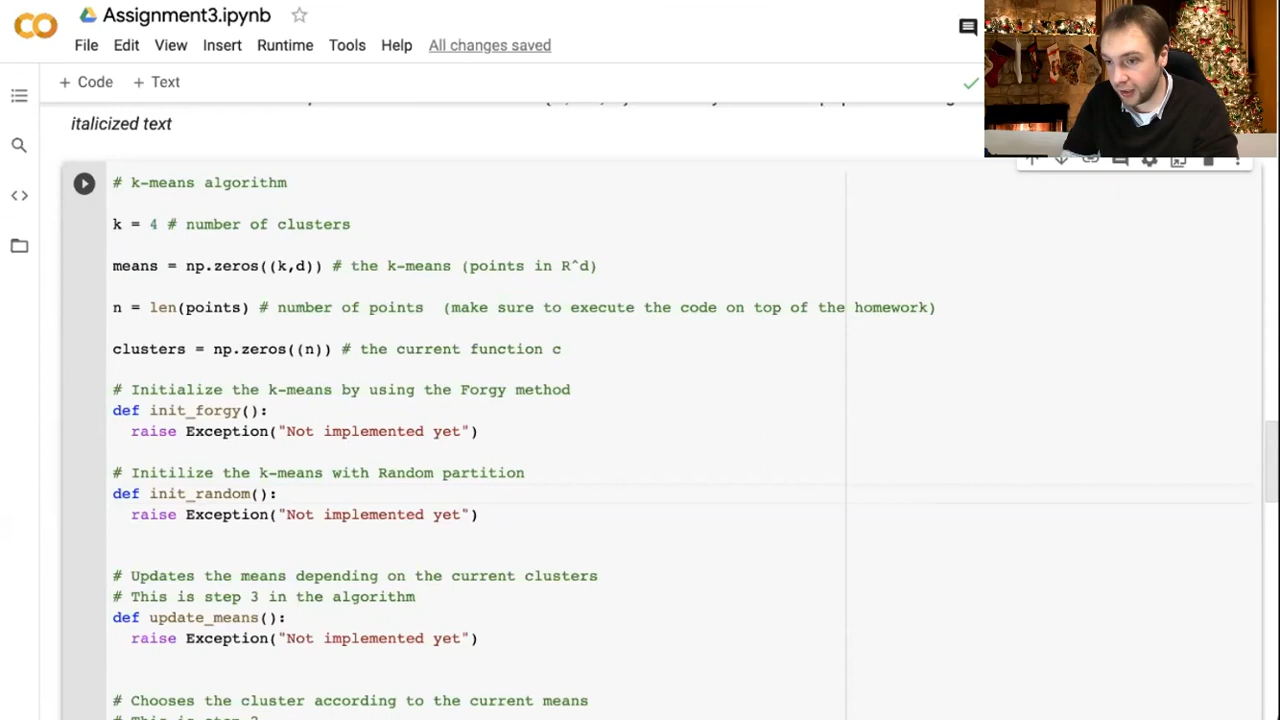 Assignment3.ipynb
File Edit View Insert Runtime Tools Help All changes saved
+ Code + Text
italicized text
# k-means algorithm
k = 4 # number of clusters
means = np.zeros((k,d)) # the k-means (points in R^d)
n = len(points) # number of points (make sure to execute the code on top of the homework)
clusters = np.zeros((n)) # the current function c
# Initialize the k-means by using the Forgy method
def init_forgy():
raise Exception("Not implemented yet")
# Initilize the k-means with Random partition
def init_random():
raise Exception("Not implemented yet")
# Updates the means depending on the current clusters
# This is step 3 in the algorithm
def update_means():
raise Exception("Not implemented yet")
# Chooses the cluster according to the current means
# This is step 2